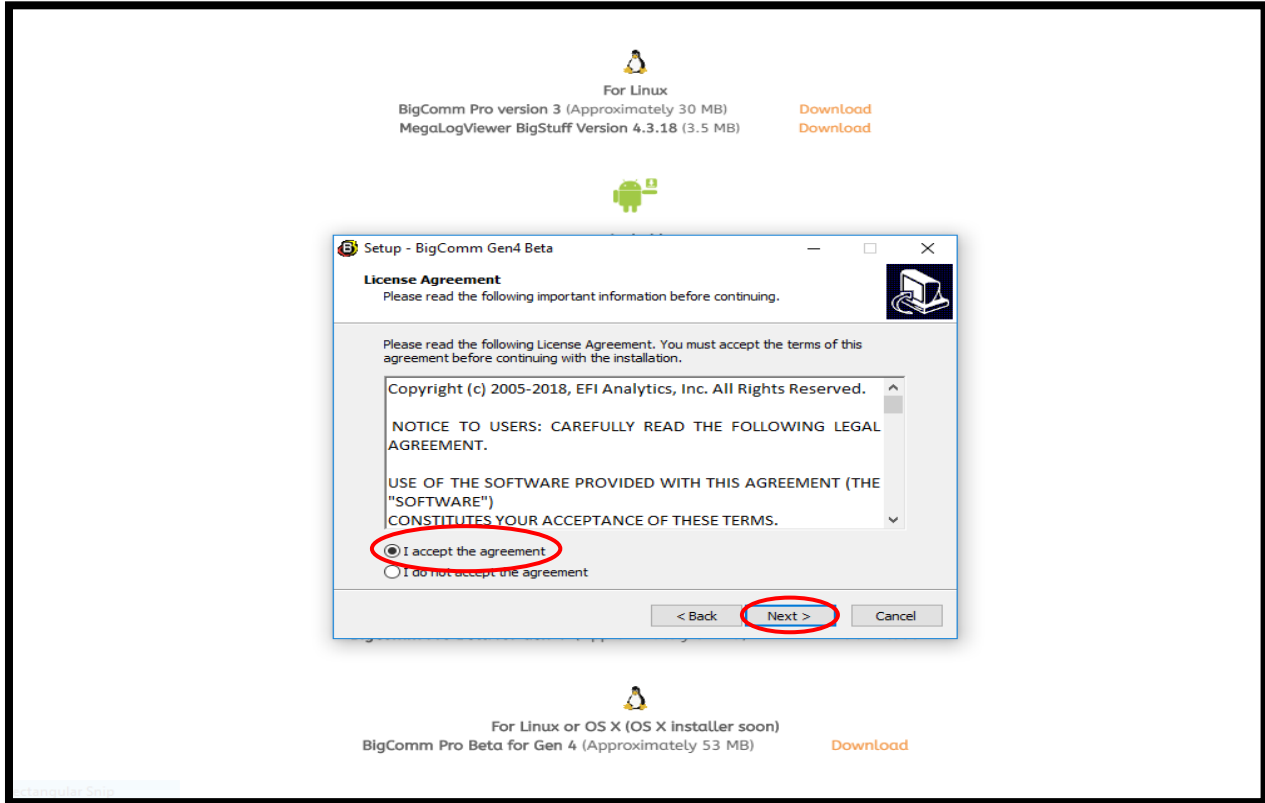 For Linux
BigComm Pro version 3 (Approximately 30 MB) Download
MegaLogViewer BigStuff Version 4.3.18 (3.5 MB) Download
Setup - BigComm Gen4 Beta
License Agreement
Please read the following important information before continuing.
Please read the following License Agreement. You must accept the terms of this
agreement before continuing with the installation.
Copyright (c) 2005-2018, EFI Analytics, Inc. All Rights Reserved.
NOTICE TO USERS: CAREFULLY READ THE FOLLOWING LEGAL
AGREEMENT.
USE OF THE SOFTWARE PROVIDED WITH THIS AGREEMENT (THE
"SOFTWARE")
CONSTITUTES YOUR ACCEPTANCE OF THESE TERMS.
I accept the agreement
I do not accept the agreement
< Back Next > Cancel
For Linux or OS X (OS X installer soon)
BigComm Pro Beta for Gen 4 (Approximately 53 MB) Download
ectangular Snip